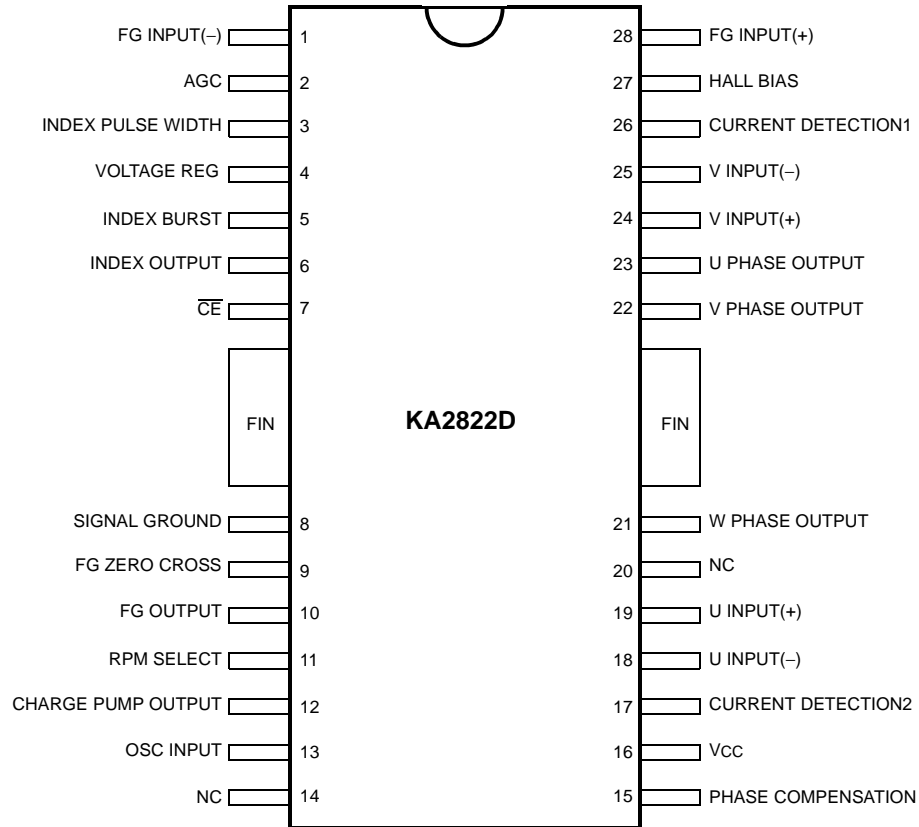 FG INPUT(−) 1 28 FG INPUT(+)
AGC 2 27 HALL BIAS
INDEX PULSE WIDTH 3 26 CURRENT DETECTION1
VOLTAGE REG 4 25 V INPUT(−)
INDEX BURST 5 24 V INPUT(+)
INDEX OUTPUT 6 23 U PHASE OUTPUT
C̅E̅ 7 22 V PHASE OUTPUT
FIN KA2822D FIN
SIGNAL GROUND 8 21 W PHASE OUTPUT
FG ZERO CROSS 9 20 NC
FG OUTPUT 10 19 U INPUT(+)
RPM SELECT 11 18 U INPUT(−)
CHARGE PUMP OUTPUT 12 17 CURRENT DETECTION2
OSC INPUT 13 16 VCC
NC 14 15 PHASE COMPENSATION